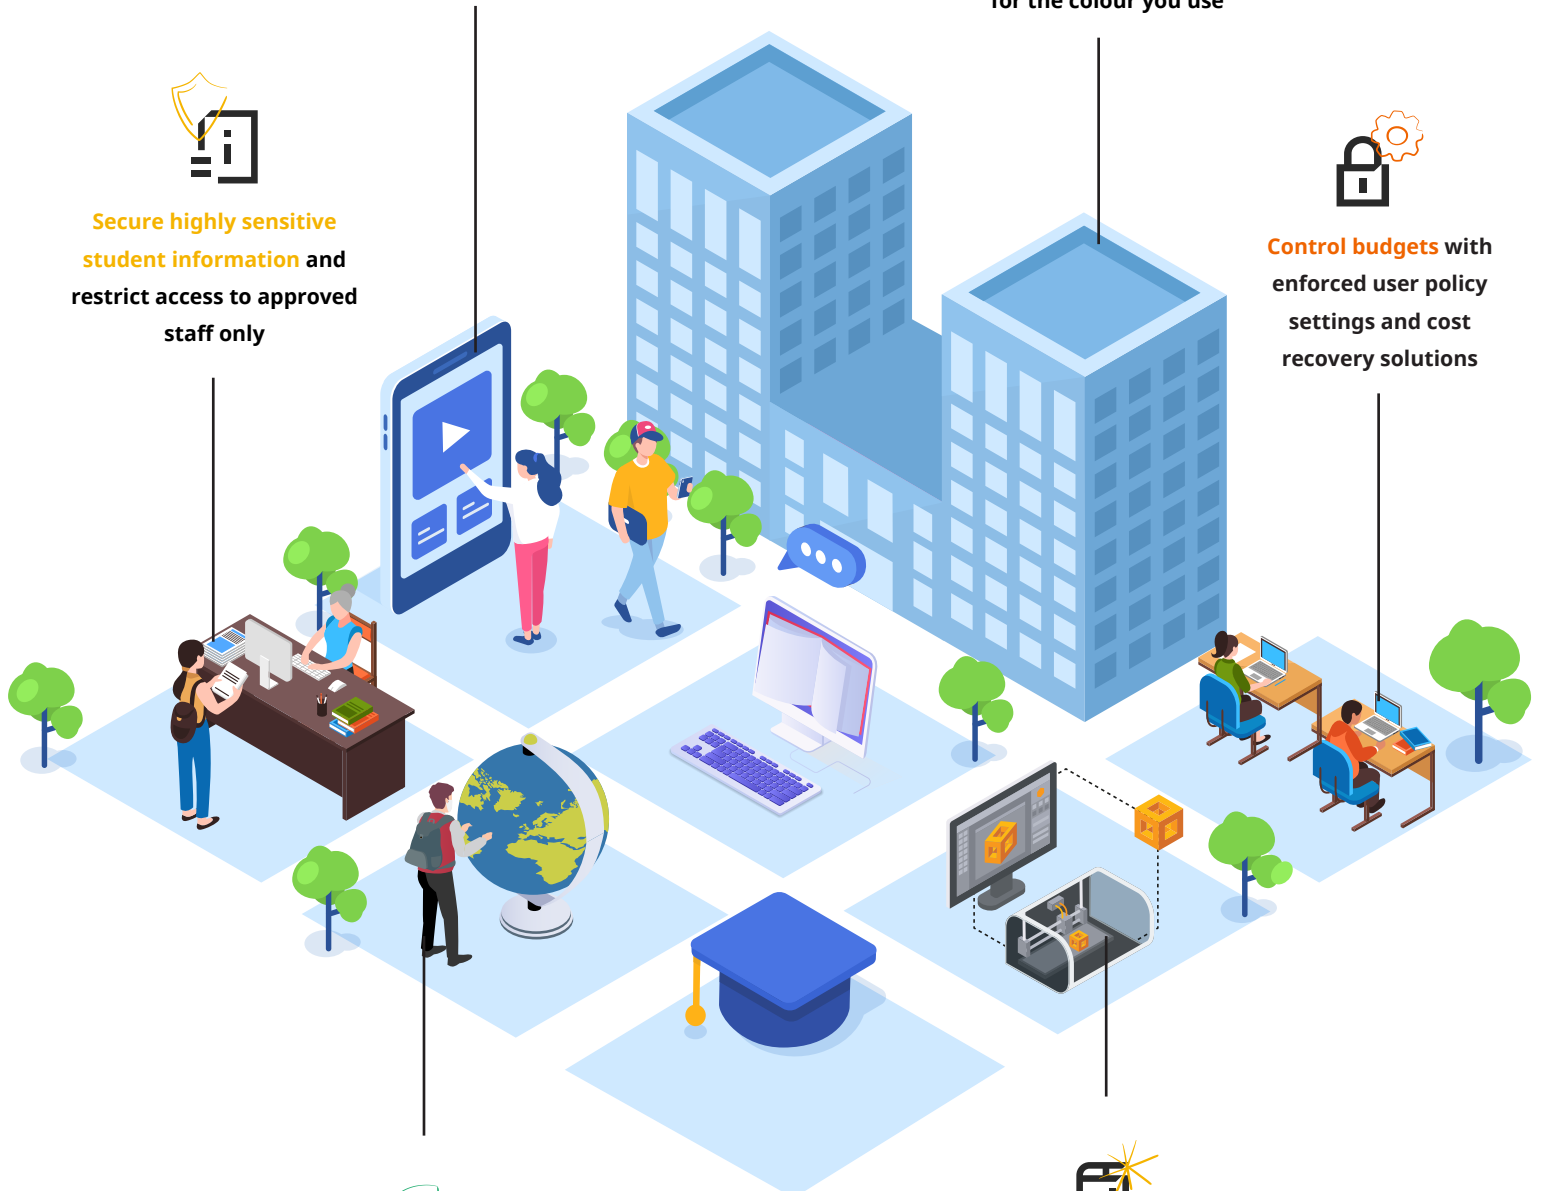 for the colour you use
Secure highly sensitive
student information and
restrict access to approved
staff only
Control budgets with
enforced user policy
settings and cost
recovery solutions